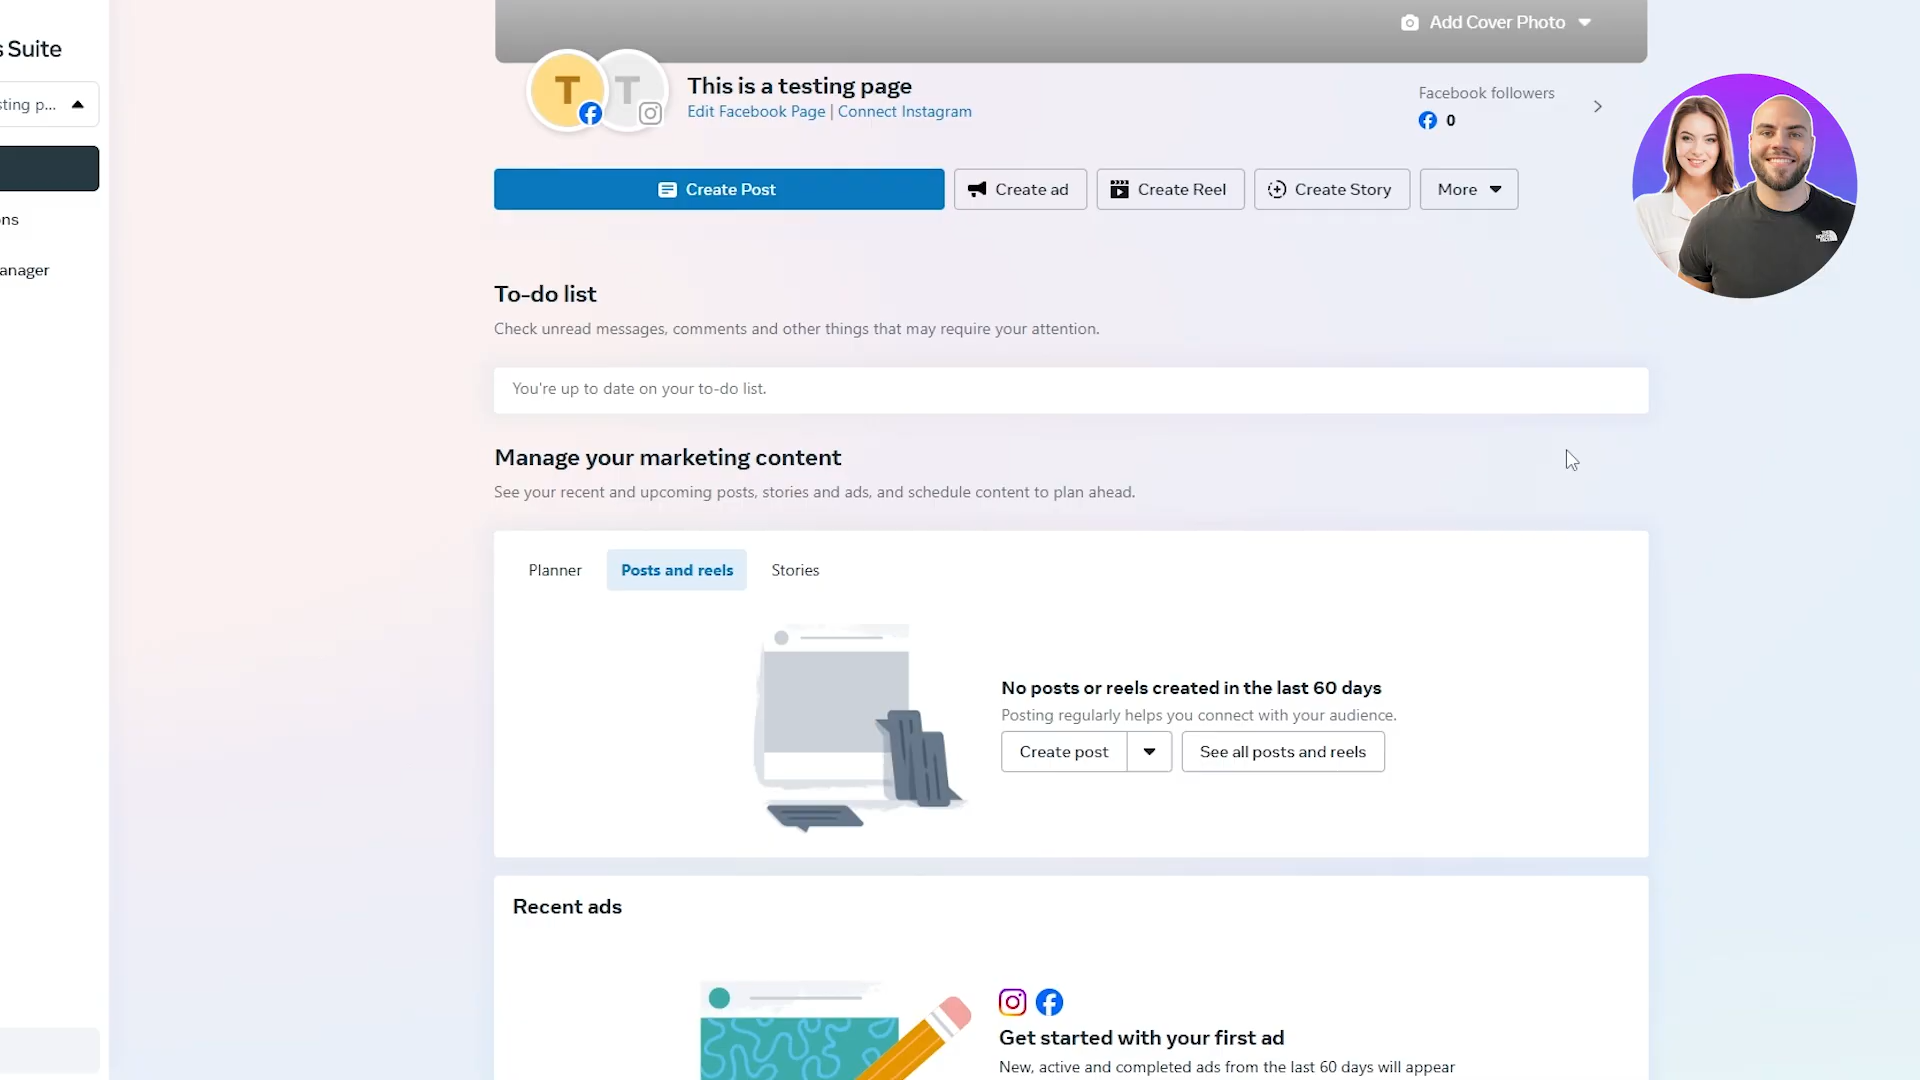 Add Cover Photo
s Suite
sting p...
T
T
This is a testing page
Edit Facebook Page | Connect Instagram
Facebook followers
0
Create Post
Create ad
Create Reel
Create Story
More
ons
anager
To-do list
Check unread messages, comments and other things that may require your attention.
You're up to date on your to-do list.
Manage your marketing content
See your recent and upcoming posts, stories and ads, and schedule content to plan ahead.
Planner
Posts and reels
Stories
No posts or reels created in the last 60 days
Posting regularly helps you connect with your audience.
Create post
See all posts and reels
Recent ads
Get started with your first ad
New, active and completed ads from the last 60 days will appear